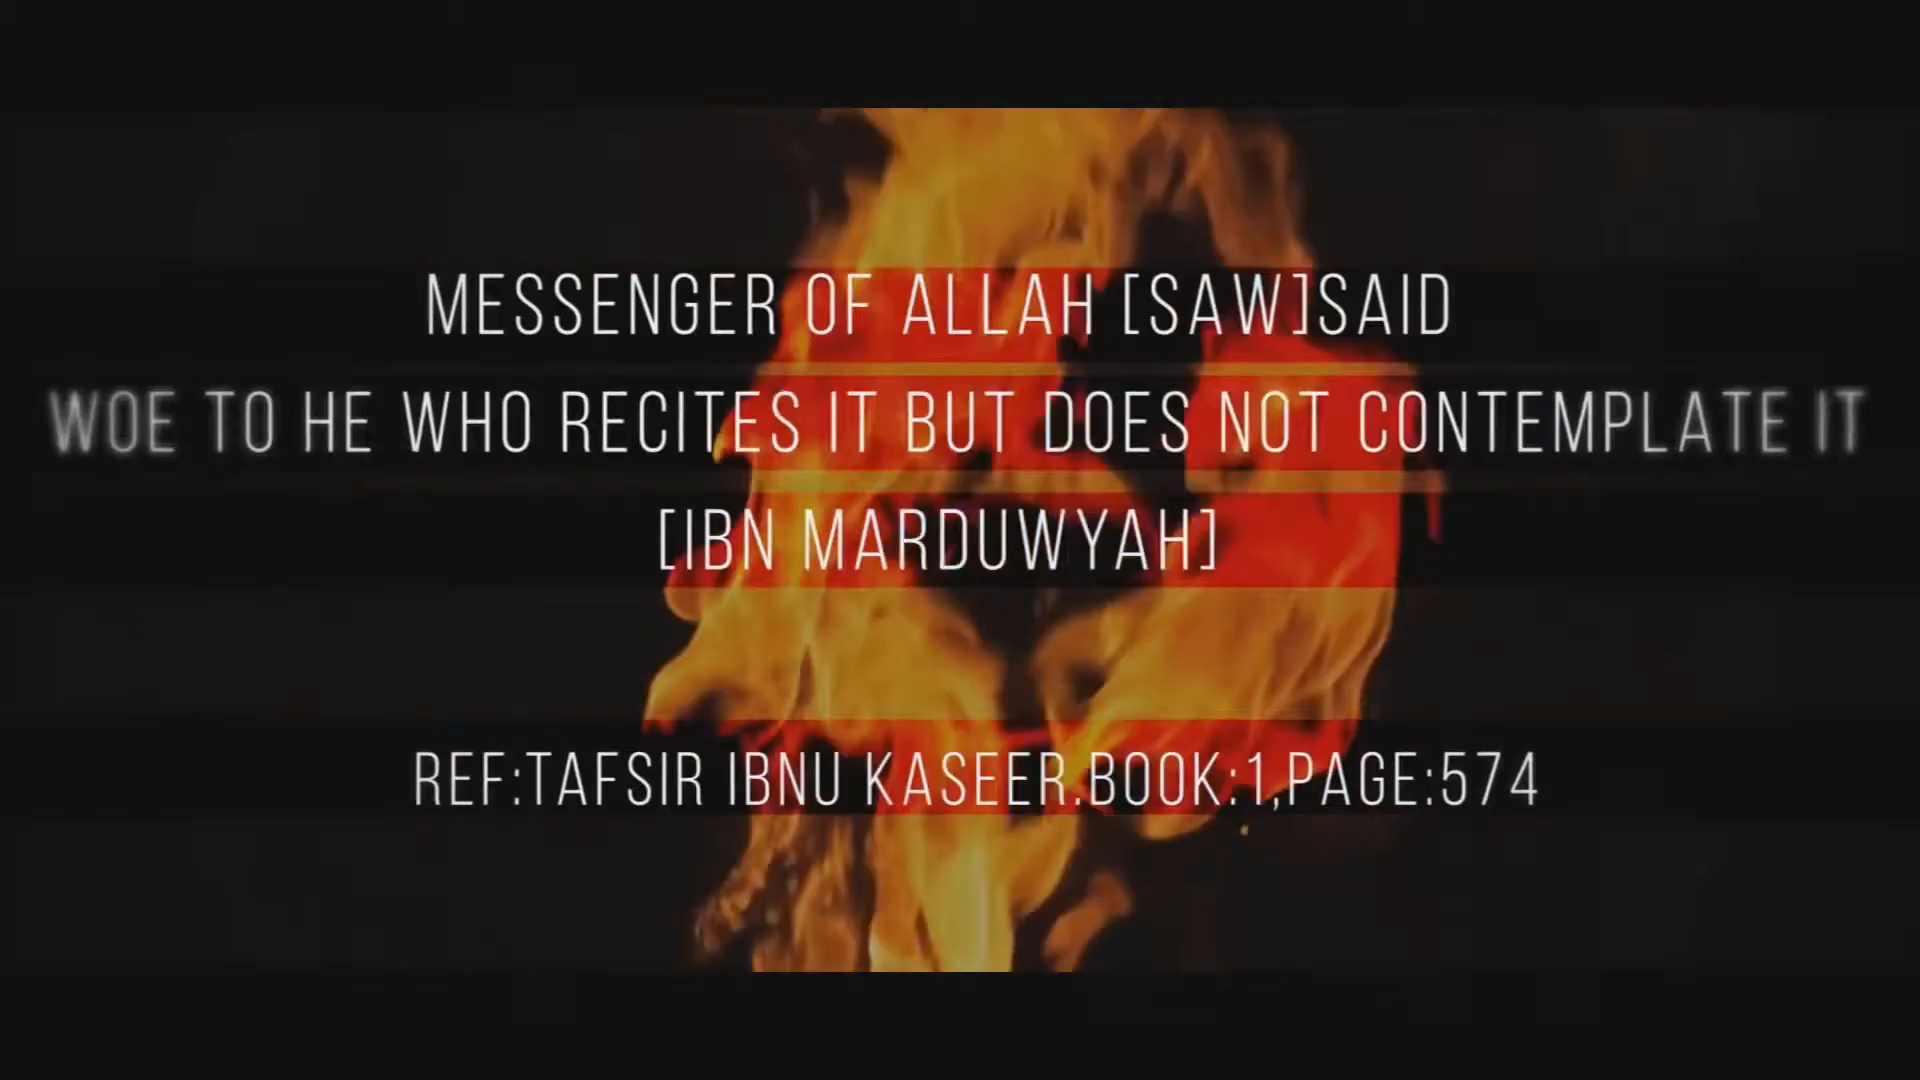 MESSENGER OF ALLAH [SAW]SAID
WOE TO HE WHO RECITES IT BUT DOES NOT CONTEMPLATE IT
[IBN MARDUWYAH]
REF:TAFSIR IBNU KASEER.BOOK:1,PAGE:574